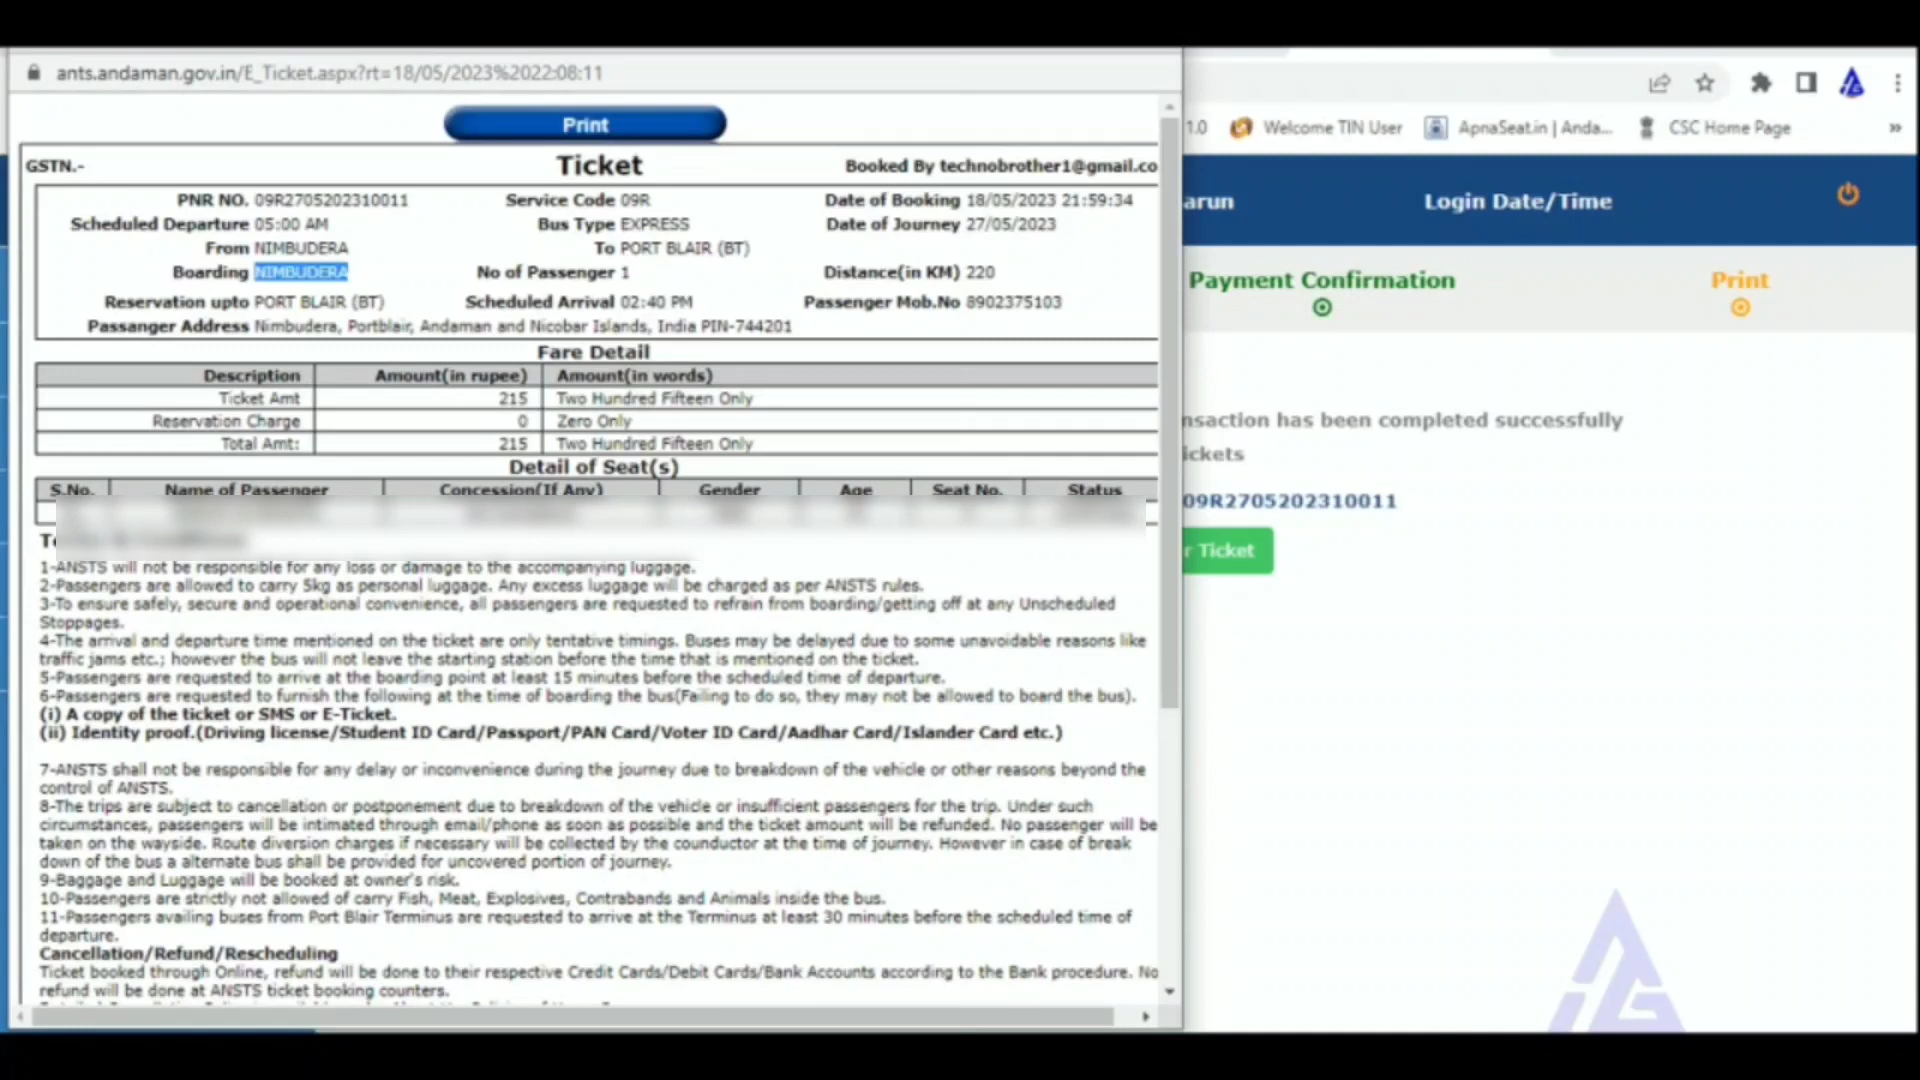 ants.andaman.gov.in/E_Ticket.aspx?rt=18/05/2023%2022:08:11
Print
GSTN.- Ticket Booked By technobrother1@gmail.co
PNR NO. 09R2705202310011 Service Code 09R Date of Booking 18/05/2023 21:59:34
Scheduled Departure 05:00 AM Bus Type EXPRESS Date of Journey 27/05/2023
From NIMBUDERA To PORT BLAIR (BT)
Boarding NIMBUDERA No of Passenger 1 Distance(in KM) 220
Reservation upto PORT BLAIR (BT) Scheduled Arrival 02:40 PM Passenger Mob.No 8902375103
Passanger Address Nimbudera, Portblair, Andaman and Nicobar Islands, India PIN-744201
Fare Detail
Description Amount(in rupee) Amount(in words)
Ticket Amt 215 Two Hundred Fifteen Only
Reservation Charge 0 Zero Only
Total Amt: 215 Two Hundred Fifteen Only
Detail of Seat(s)
S.No. Name of Passenger Concession(If Any) Gender Age Seat No. Status
1-ANSTS will not be responsible for any loss or damage to the accompanying luggage.
2-Passengers are allowed to carry 5kg as personal luggage. Any excess luggage will be charged as per ANSTS rules.
3-To ensure safely, secure and operational convenience, all passengers are requested to refrain from boarding/getting off at any Unscheduled
Stoppages.
4-The arrival and departure time mentioned on the ticket are only tentative timings. Buses may be delayed due to some unavoidable reasons like
traffic jams etc.; however the bus will not leave the starting station before the time that is mentioned on the ticket.
5-Passengers are requested to arrive at the boarding point at least 15 minutes before the scheduled time of departure.
6-Passengers are requested to furnish the following at the time of boarding the bus(Failing to do so, they may not be allowed to board the bus).
(i) A copy of the ticket or SMS or E-Ticket.
(ii) Identity proof.(Driving license/Student ID Card/Passport/PAN Card/Voter ID Card/Aadhar Card/Islander Card etc.)
7-ANSTS shall not be responsible for any delay or inconvenience during the journey due to breakdown of the vehicle or other reasons beyond the
control of ANSTS.
8-The trips are subject to cancellation or postponement due to breakdown of the vehicle or insufficient passengers for the trip. Under such
circumstances, passengers will be intimated through email/phone as soon as possible and the ticket amount will be refunded. No passenger will be
taken on the wayside. Route diversion charges if necessary will be collected by the counductor at the time of journey. However in case of break
down of the bus a alternate bus shall be provided for uncovered portion of journey.
9-Baggage and Luggage will be booked at owner's risk.
10-Passengers are strictly not allowed of carry Fish, Meat, Explosives, Contrabands and Animals inside the bus.
11-Passengers availing buses from Port Blair Terminus are requested to arrive at the Terminus at least 30 minutes before the scheduled time of
departure.
Cancellation/Refund/Rescheduling
Ticket booked through Online, refund will be done to their respective Credit Cards/Debit Cards/Bank Accounts according to the Bank procedure. No
refund will be done at ANSTS ticket booking counters.
1.0 Welcome TIN User ApnaSeat.in | Anda... CSC Home Page »
arun Login Date/Time
Payment Confirmation Print
nsaction has been completed successfully
ickets
09R2705202310011
r Ticket